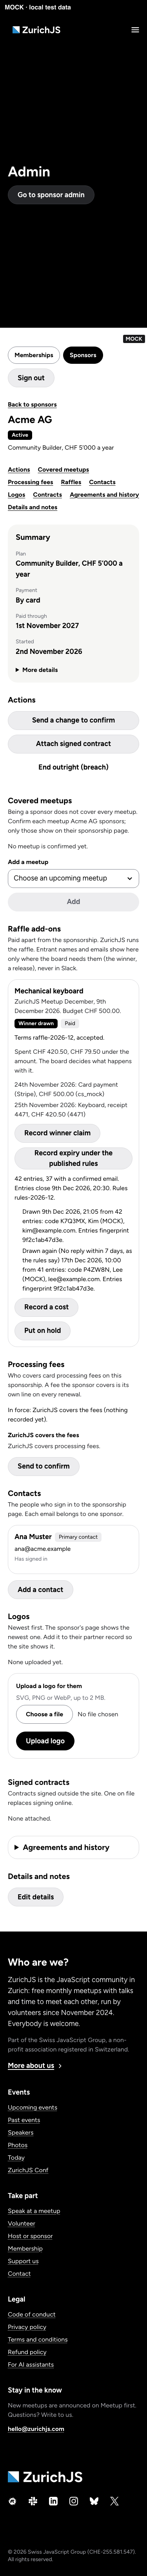 MOCK · local test data
ZurichJS
Admin
Go to sponsor admin
MOCK
Memberships
Sponsors
Sign out
Back to sponsors
Acme AG
Active
Community Builder, CHF 5'000 a year
Actions
Covered meetups
Processing fees
Raffles
Contacts
Logos
Contracts
Agreements and history
Details and notes
Summary
Plan
Community Builder, CHF 5'000 a
year
Payment
By card
Paid through
1st November 2027
Started
2nd November 2026
More details
Actions
Send a change to confirm
Attach signed contract
End outright (breach)
Covered meetups
Being a sponsor does not cover every meetup.
Confirm each meetup Acme AG sponsors;
only those show on their sponsorship page.
No meetup is confirmed yet.
Add a meetup
Choose an upcoming meetup
Add
Raffle add-ons
Paid apart from the sponsorship. ZurichJS runs
the raffle. Entrant names and emails show here
only when the board needs them (the winner,
a release), never in Slack.
Mechanical keyboard
ZurichJS Meetup December, 9th
December 2026. Budget CHF 500.00.
Winner drawn
Paid
Terms raffle-2026-12, accepted.
Spent CHF 420.50, CHF 79.50 under the
amount. The board decides what happens
with it.
24th November 2026: Card payment
(Stripe), CHF 500.00 (cs_mock)
25th November 2026: Keyboard, receipt
4471, CHF 420.50 (4471)
Record winner claim
Record expiry under the
published rules
42 entries, 37 with a confirmed email.
Entries close 9th Dec 2026, 20:30. Rules
rules-2026-12.
Drawn 9th Dec 2026, 21:05 from 42
entries: code K7Q3MX, Kim (MOCK),
kim@example.com. Entries fingerprint
9f2c1ab47d3e.
Drawn again (No reply within 7 days, as
the rules say) 17th Dec 2026, 10:00
from 41 entries: code P4ZW8N, Lee
(MOCK), lee@example.com. Entries
fingerprint 9f2c1ab47d3e.
Record a cost
Put on hold
Processing fees
Who covers card processing fees on this
sponsorship. A fee the sponsor covers is its
own line on every renewal.
In force: ZurichJS covers the fees (nothing
recorded yet).
ZurichJS covers the fees
ZurichJS covers processing fees.
Send to confirm
Contacts
The people who sign in to the sponsorship
pages. Each email belongs to one sponsor.
Ana Muster
Primary contact
ana@acme.example
Has signed in
Add a contact
Logos
Newest first. The sponsor's page shows the
newest one. Add it to their partner record so
the site shows it.
None uploaded yet.
Upload a logo for them
SVG, PNG or WebP, up to 2 MB.
Choose a file
No file chosen
Upload logo
Signed contracts
Contracts signed outside the site. One on file
replaces signing online.
None attached.
Agreements and history
Details and notes
Edit details
Who are we?
ZurichJS is the JavaScript community in
Zurich: free monthly meetups with talks
and time to meet each other, run by
volunteers since November 2024.
Everybody is welcome.
Part of the Swiss JavaScript Group, a non-
profit association registered in Switzerland.
More about us
Events
Upcoming events
Past events
Speakers
Photos
Today
ZurichJS Conf
Take part
Speak at a meetup
Volunteer
Host or sponsor
Membership
Support us
Contact
Legal
Code of conduct
Privacy policy
Terms and conditions
Refund policy
For AI assistants
Stay in the know
New meetups are announced on Meetup first.
Questions? Write to us.
hello@zurichjs.com
ZurichJS
© 2026 Swiss JavaScript Group (CHE-255.581.547).
All rights reserved.